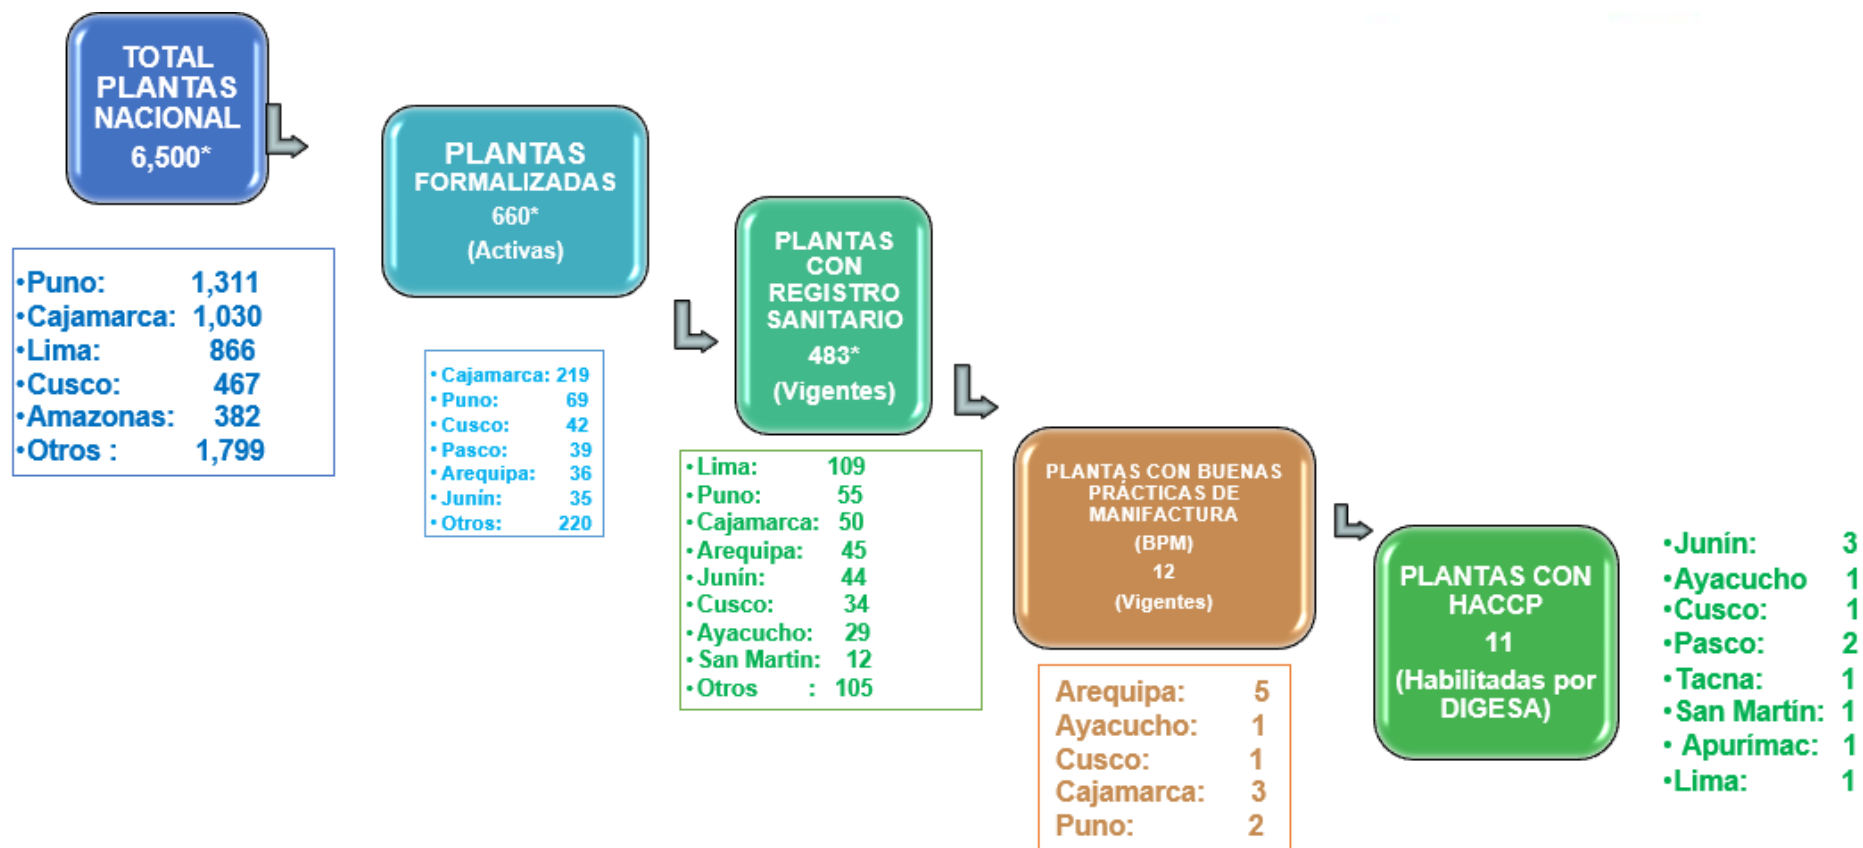 TOTAL
PLANTAS
NACIONAL
6,500*
•Puno: 1,311
•Cajamarca: 1,030
•Lima: 866
•Cusco: 467
•Amazonas: 382
•Otros : 1,799
PLANTAS
FORMALIZADAS
660*
(Activas)
• Cajamarca: 219
• Puno: 69
• Cusco: 42
• Pasco: 39
• Arequipa: 36
• Junín: 35
• Otros: 220
PLANTAS
CON
REGISTRO
SANITARIO
483*
(Vigentes)
• Lima: 109
• Puno: 55
• Cajamarca: 50
• Arequipa: 45
• Junín: 44
• Cusco: 34
• Ayacucho: 29
• San Martin: 12
• Otros : 105
PLANTAS CON BUENAS
PRÁCTICAS DE
MANIFACTURA
(BPM)
12
(Vigentes)
Arequipa: 5
Ayacucho: 1
Cusco: 1
Cajamarca: 3
Puno: 2
PLANTAS CON
HACCP
11
(Habilitadas por
DIGESA)
•Junín: 3
•Ayacucho 1
•Cusco: 1
•Pasco: 2
•Tacna: 1
•San Martín: 1
• Apurímac: 1
•Lima: 1